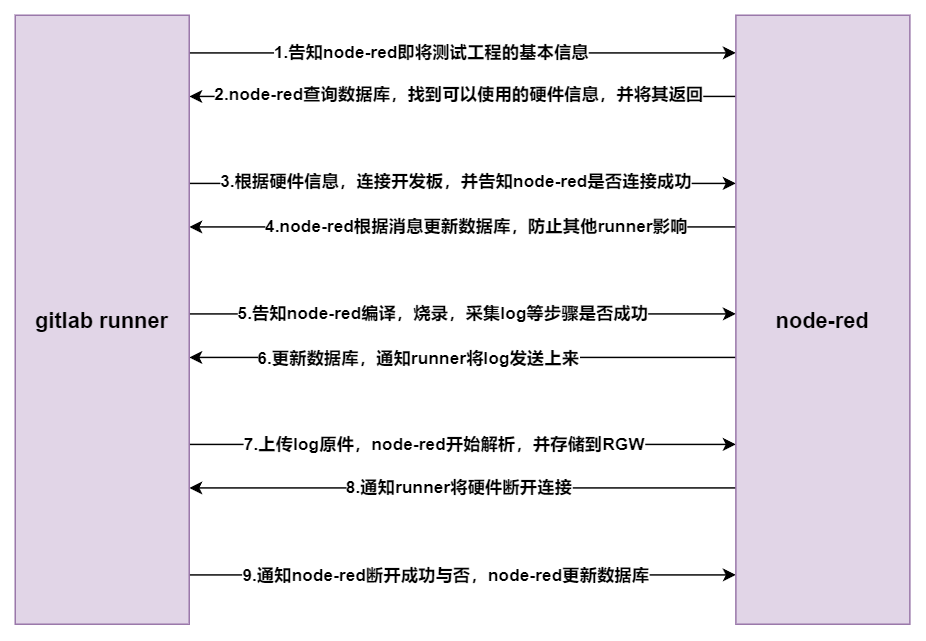 1.告知node-red即将测试工程的基本信息
2.node-red查询数据库，找到可以使用的硬件信息，并将其返回
3.根据硬件信息，连接开发板，并告知node-red是否连接成功
4.node-red根据消息更新数据库，防止其他runner影响
gitlab runner
5.告知node-red编译，烧录，采集log等步骤是否成功
node-red
6.更新数据库，通知runner将log发送上来
7.上传log原件，node-red开始解析，并存储到RGW
8.通知runner将硬件断开连接
9.通知node-red断开成功与否，node-red更新数据库